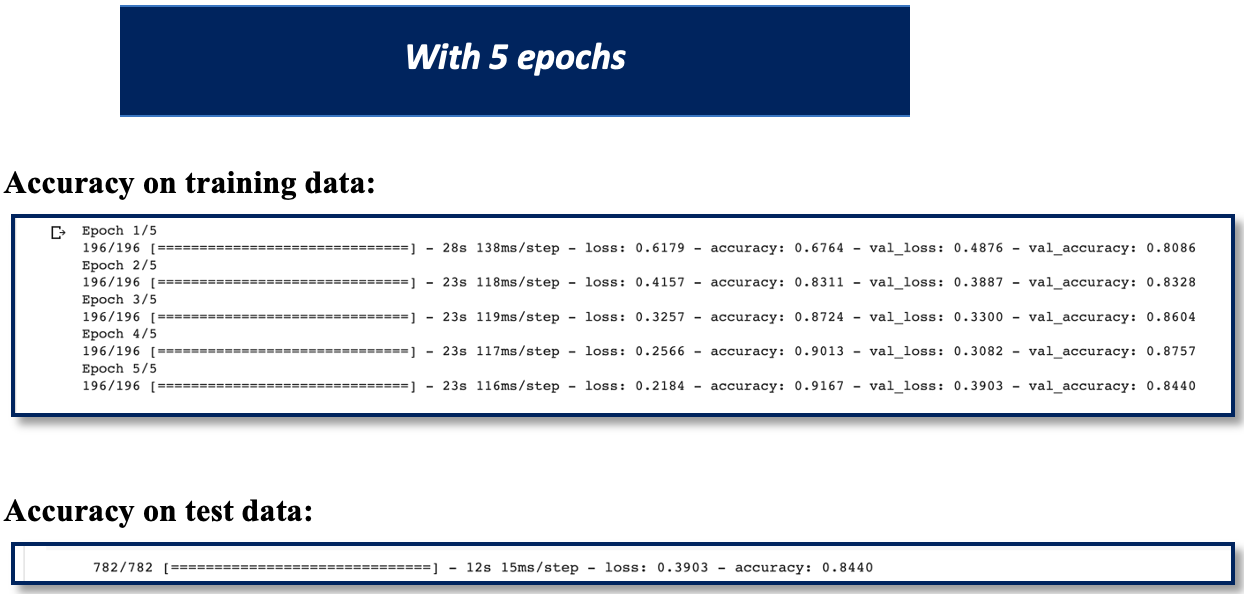 With 5 epochs
Accuracy on training data:
Epoch 1/5
196/196 [==============================] - 28s 138ms/step - loss: 0.6179 - accuracy: 0.6764 - val_loss: 0.4876 - val_accuracy: 0.8086
Epoch 2/5
196/196 [==============================] - 23s 118ms/step - loss: 0.4157 - accuracy: 0.8311 - val_loss: 0.3887 - val_accuracy: 0.8328
Epoch 3/5
196/196 [==============================] - 23s 119ms/step - loss: 0.3257 - accuracy: 0.8724 - val_loss: 0.3300 - val_accuracy: 0.8604
Epoch 4/5
196/196 [==============================] - 23s 117ms/step - loss: 0.2566 - accuracy: 0.9013 - val_loss: 0.3082 - val_accuracy: 0.8757
Epoch 5/5
196/196 [==============================] - 23s 116ms/step - loss: 0.2184 - accuracy: 0.9167 - val_loss: 0.3903 - val_accuracy: 0.8440
Accuracy on test data:
782/782 [==============================] - 12s 15ms/step - loss: 0.3903 - accuracy: 0.8440